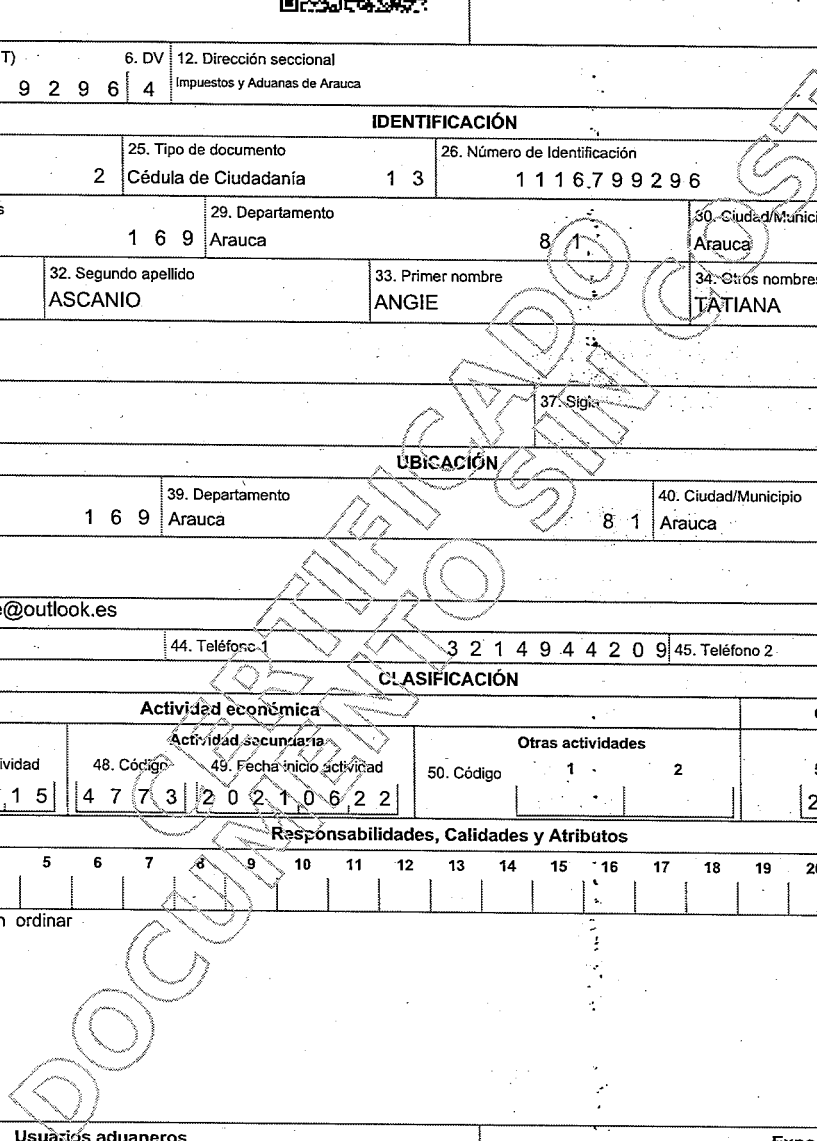 T) 6. DV 12. Dirección seccional
9 2 9 6 4 Impuestos y Aduanas de Arauca
IDENTIFICACIÓN
25. Tipo de documento 26. Número de Identificación
2 Cédula de Ciudadanía 1 3 1 1 1 6 7 9 9 2 9 6
s 29. Departamento 30. Ciudad/Munici
1 6 9 Arauca 8 1 Arauca
32. Segundo apellido 33. Primer nombre 34. Otros nombres
ASCANIO ANGIE TATIANA
37. Sigla
UBICACIÓN
39. Departamento 40. Ciudad/Municipio
1 6 9 Arauca 8 1 Arauca
e@outlook.es
44. Teléfono 1 3 2 1 4 9 4 4 2 0 9 45. Teléfono 2
CLASIFICACIÓN
Actividad económica
Actividad secundaria Otras actividades
ividad 48. Código 49. Fecha inicio actividad 50. Código 1 2
1 5 4 7 7 3 2 0 2 1 0 6 2 2 2
Responsabilidades, Calidades y Atributos
5 6 7 8 9 10 11 12 13 14 15 16 17 18 19 20
n ordinar
Usuarios aduaneros Expo
CERTIFICADO
DOCUMENTO SIN COST